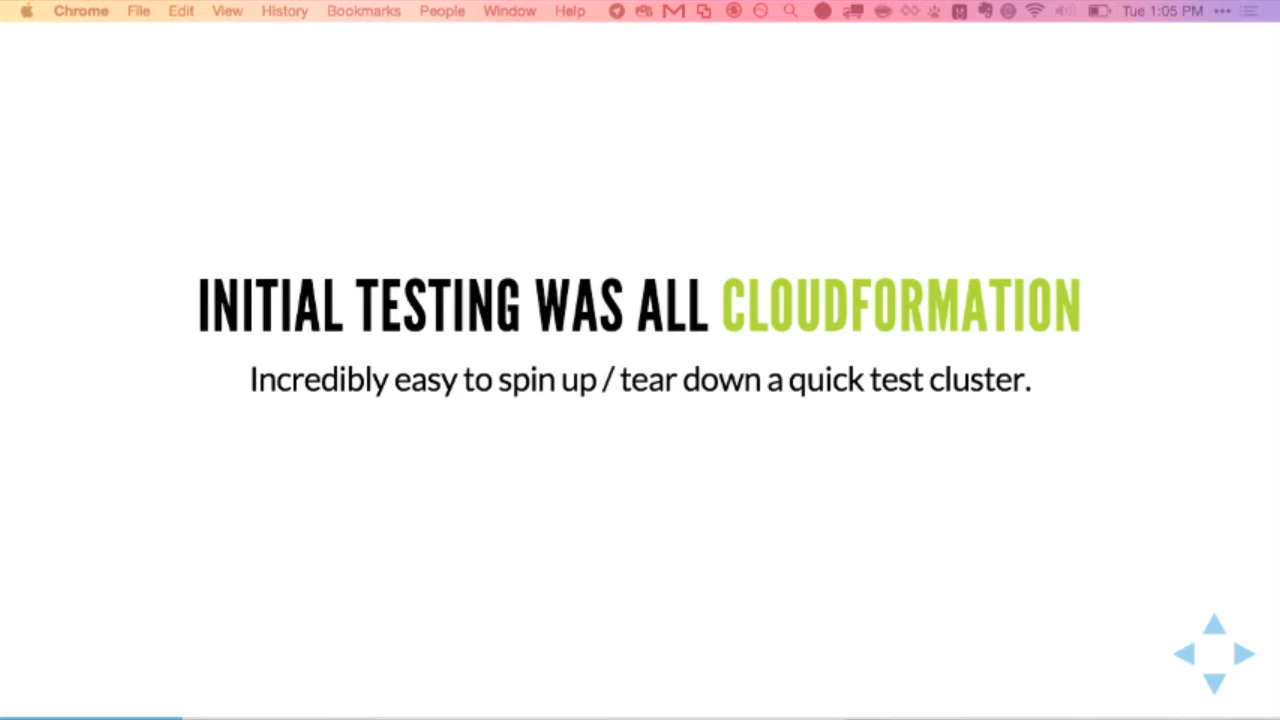 Chrome File Edit View History Bookmarks People Window Help Tue 1:05 PM
INITIAL TESTING WAS ALL CLOUDFORMATION
Incredibly easy to spin up / tear down a quick test cluster.